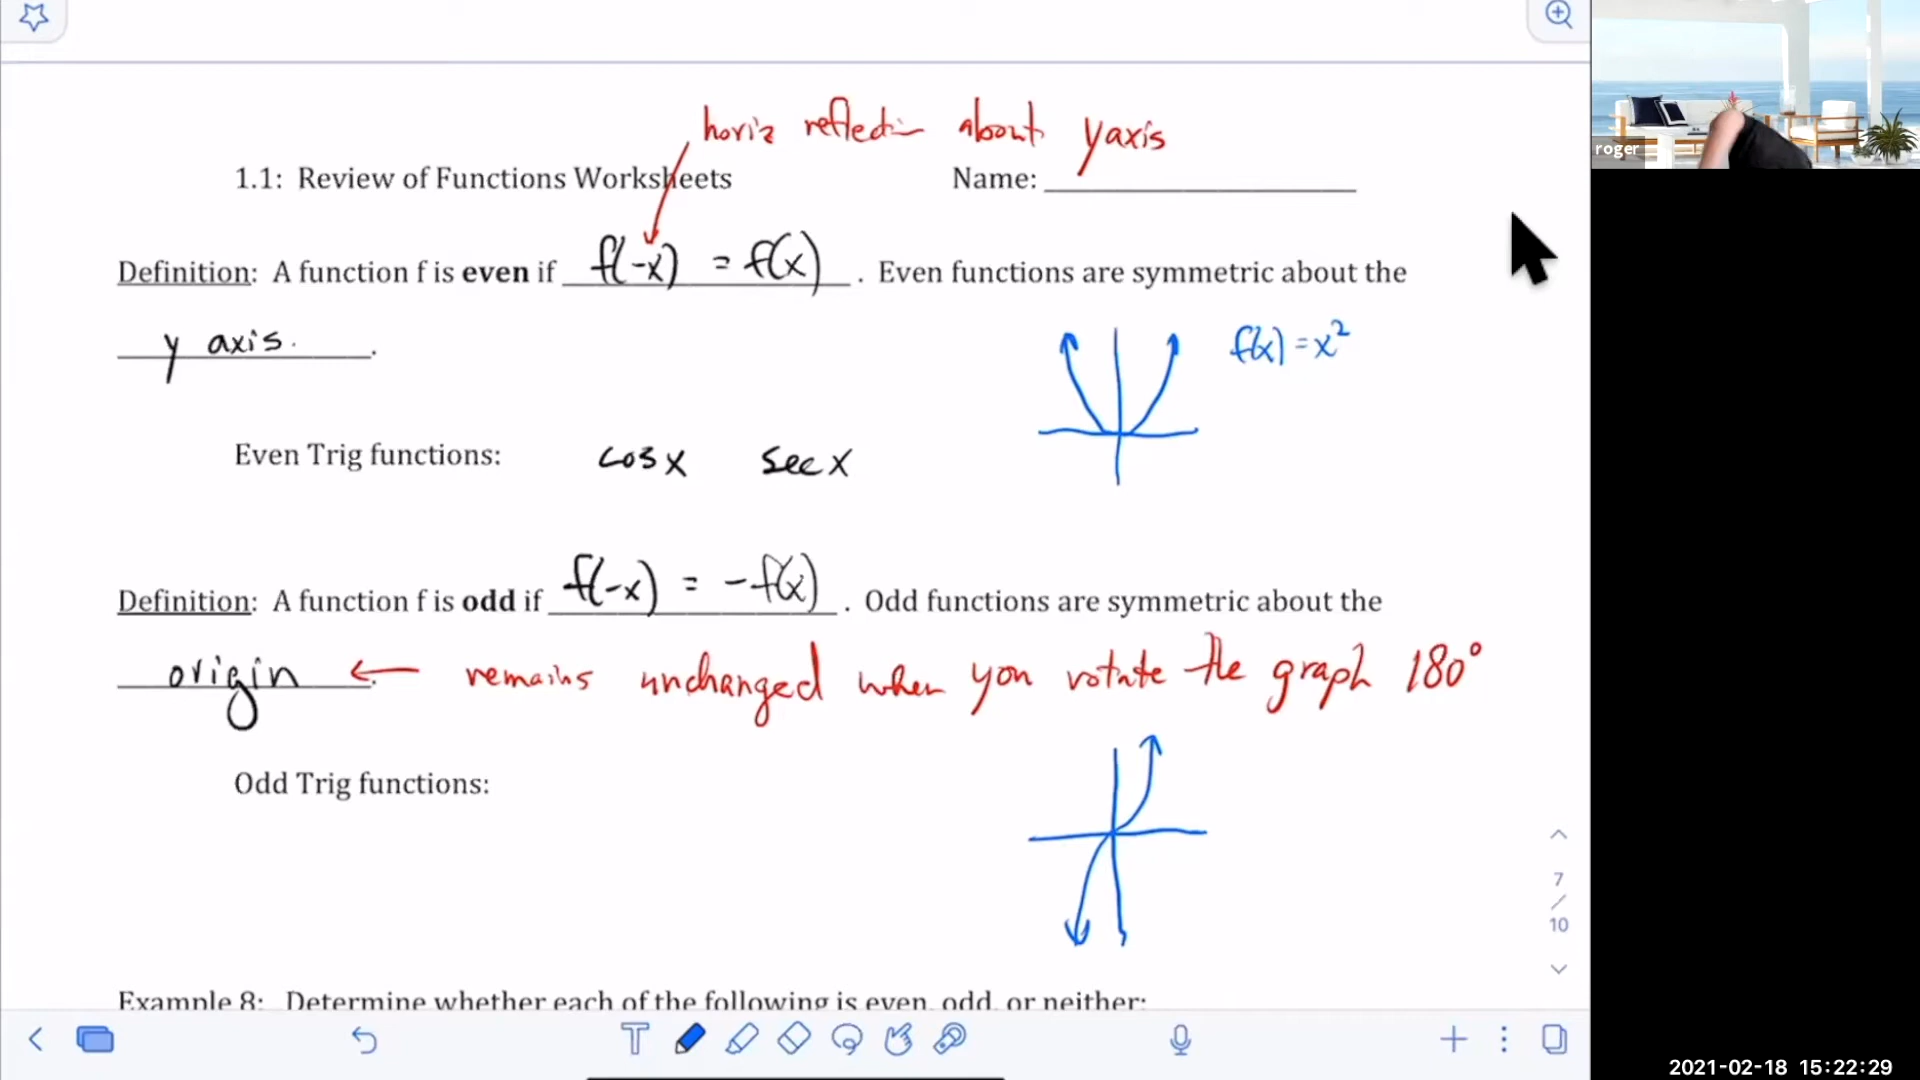 horiz reflection about yaxis
roger
1.1: Review of Functions Worksheets Name:
Definition: A function f is even if f(-x) = f(x). Even functions are symmetric about the
y axis.
f(x) = x²
Even Trig functions: cosx secx
Definition: A function f is odd if f(-x) = -f(x). Odd functions are symmetric about the
origin ← remains unchanged when you rotate the graph 180°
Odd Trig functions:
7
/
10
Example 8: Determine whether each of the following is even, odd, or neither:
2021-02-18 15:22:29